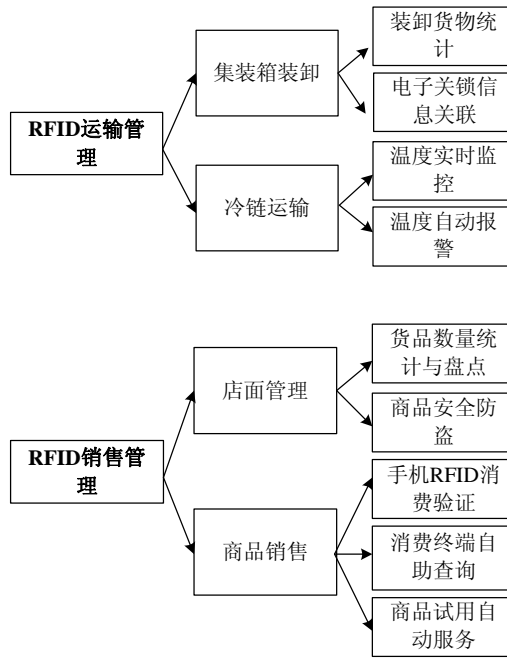 装卸货物统
计
集装箱装卸
电子关锁信
息关联
RFID运输管
理
温度实时监
控
冷链运输
温度自动报
警
货品数量统
计与盘点
店面管理
商品安全防
盗
RFID销售管
理
手机RFID消
费验证
商品销售
消费终端自
助查询
商品试用自
动服务